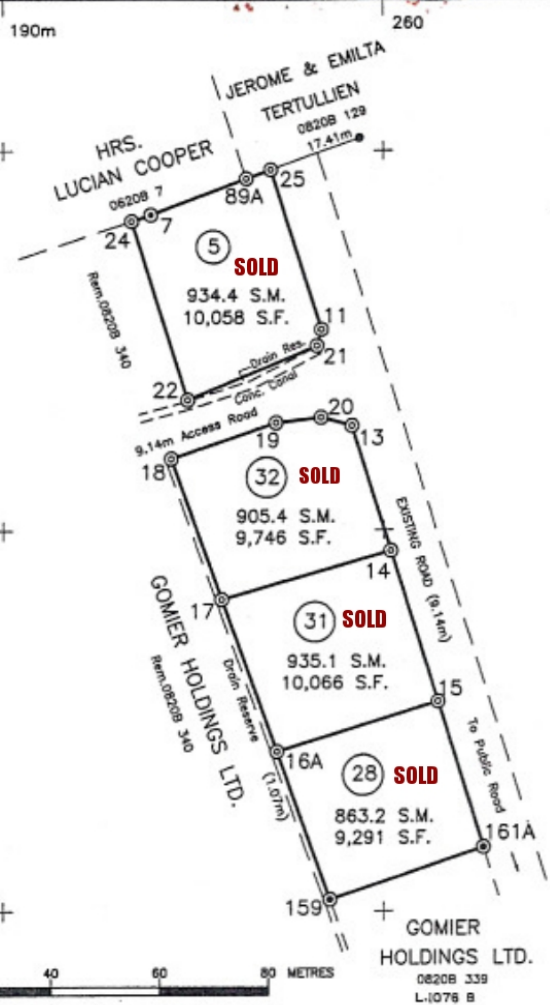 190m
260
JEROME & EMILTA
TERTULLIEN
0820B 129
17.41m
HRS.
LUCIAN COOPER
0620B 7
24
7
89A
25
5
SOLD
934.4 S.M.
10,058 S.F.
Rem.0820B 340
11
21
22
Drain Res.
Conc. Canal
9.14m Access Road
18
19
20
13
32
SOLD
905.4 S.M.
9,746 S.F.
EXISTING ROAD (9.14m)
14
17
31
SOLD
935.1 S.M.
10,066 S.F.
GOMIER HOLDINGS LTD.
Rem.0820B 340
Drain Reserve
(1.07m)
15
16A
28
SOLD
863.2 S.M.
9,291 S.F.
To Public Road
161A
159
GOMIER
HOLDINGS LTD.
0820B 339
L.1076 B
40
60
80
METRES